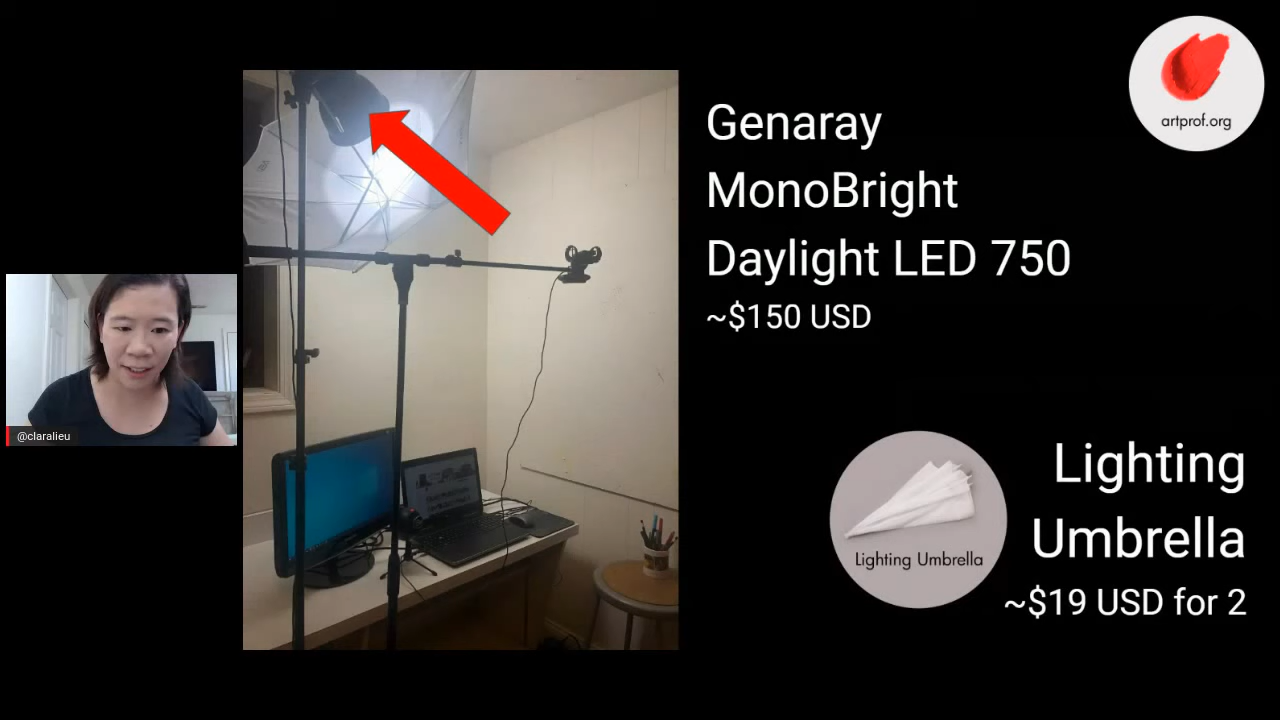 artprof.org
Genaray
MonoBright
Daylight LED 750
~$150 USD
@claralieu
Lighting Umbrella
Lighting
Umbrella
~$19 USD for 2